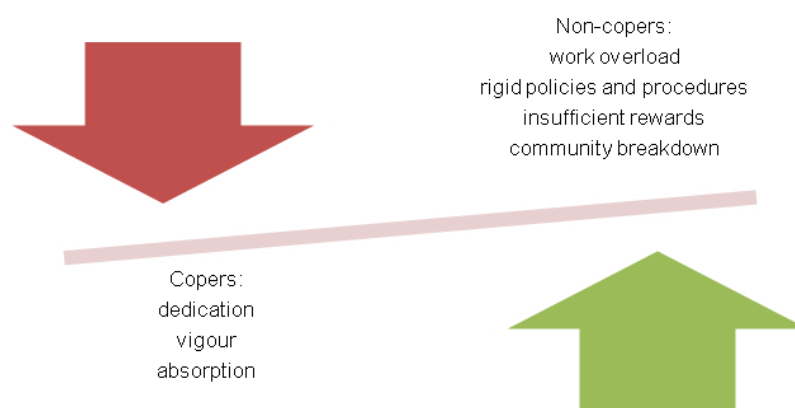 Non-copers:
work overload
rigid policies and procedures
insufficient rewards
community breakdown
Copers:
dedication
vigour
absorption